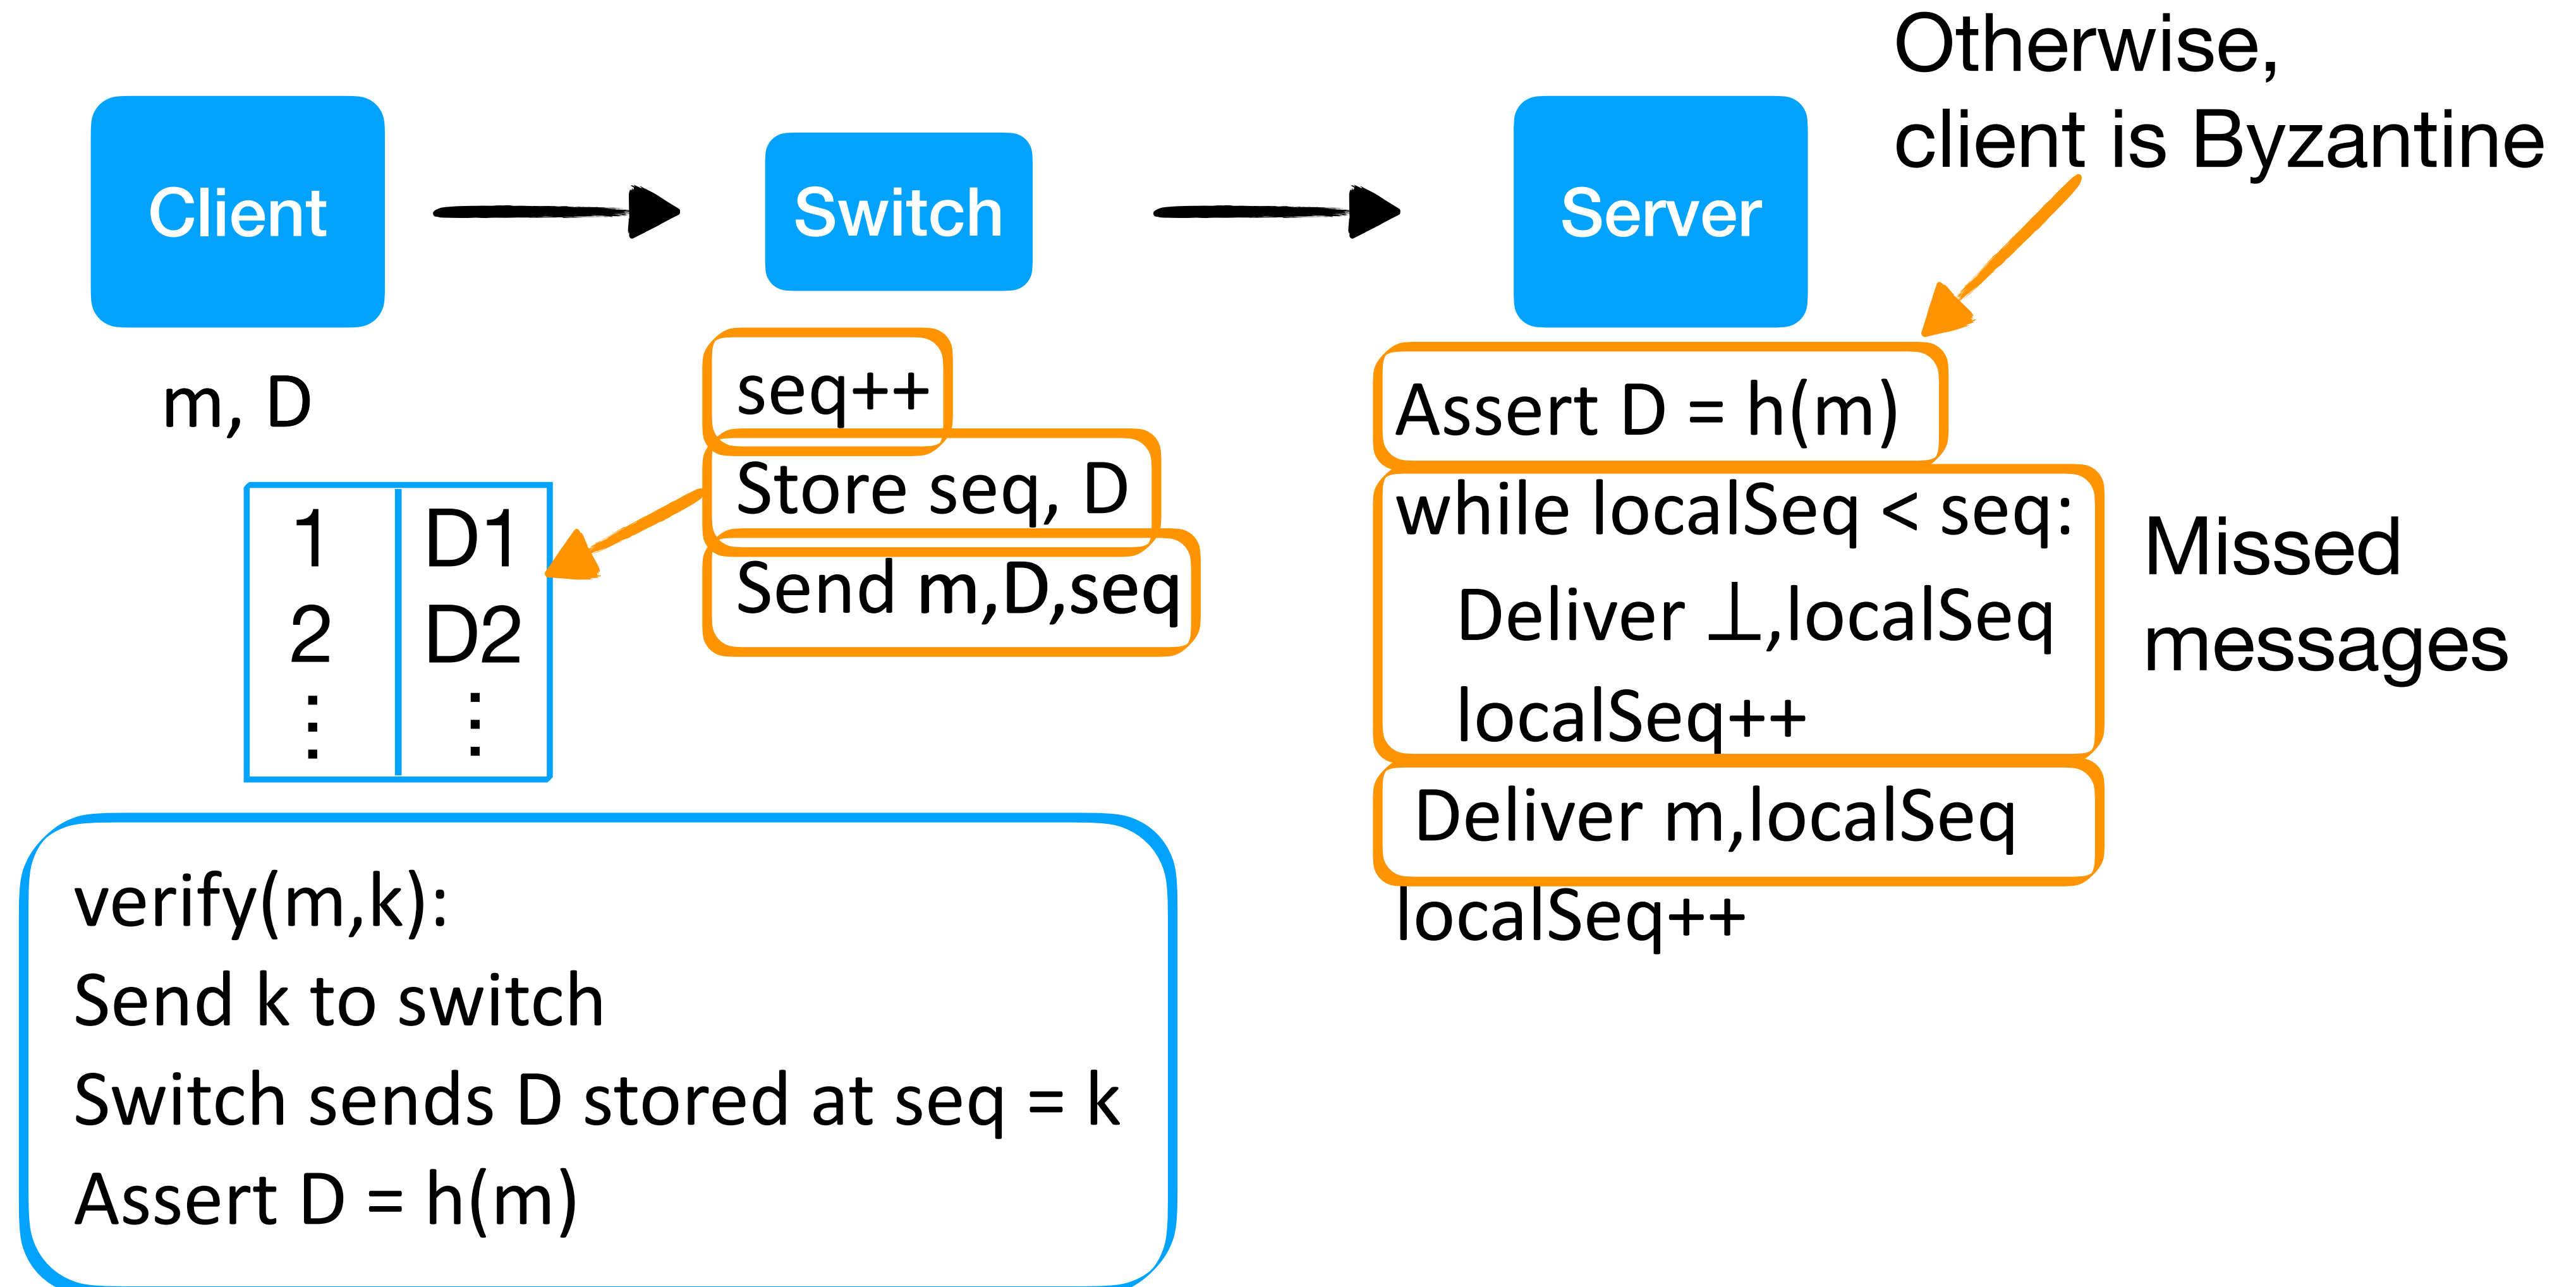 Otherwise,
client is Byzantine
Client
Switch
Server
m, D
1 D1
2 D2
⋮ ⋮
seq++
Store seq, D
Send m,D,seq
Assert D = h(m)
while localSeq < seq:
Deliver ⊥,localSeq
localSeq++
Deliver m,localSeq
localSeq++
Missed
messages
verify(m,k):
Send k to switch
Switch sends D stored at seq = k
Assert D = h(m)